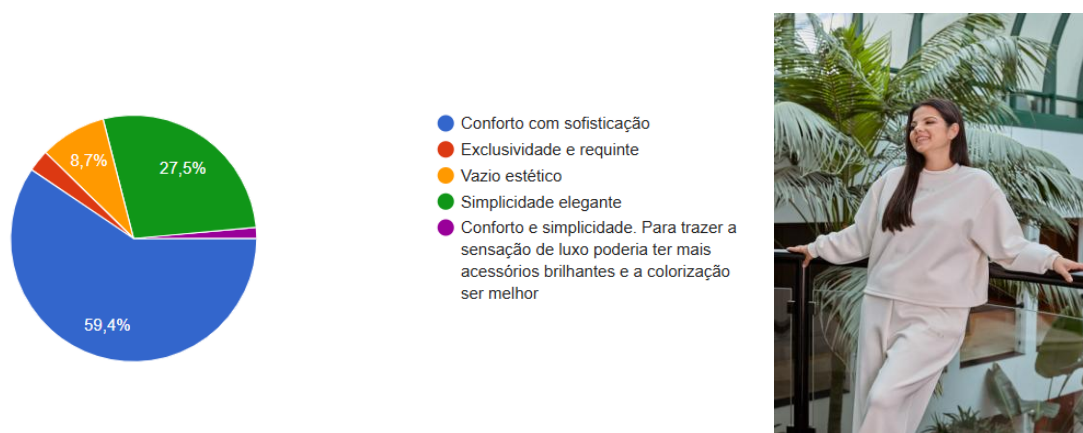 8,7%
27,5%
59,4%
Conforto com sofisticação
Exclusividade e requinte
Vazio estético
Simplicidade elegante
Conforto e simplicidade. Para trazer a
sensação de luxo poderia ter mais
acessórios brilhantes e a colorização
ser melhor